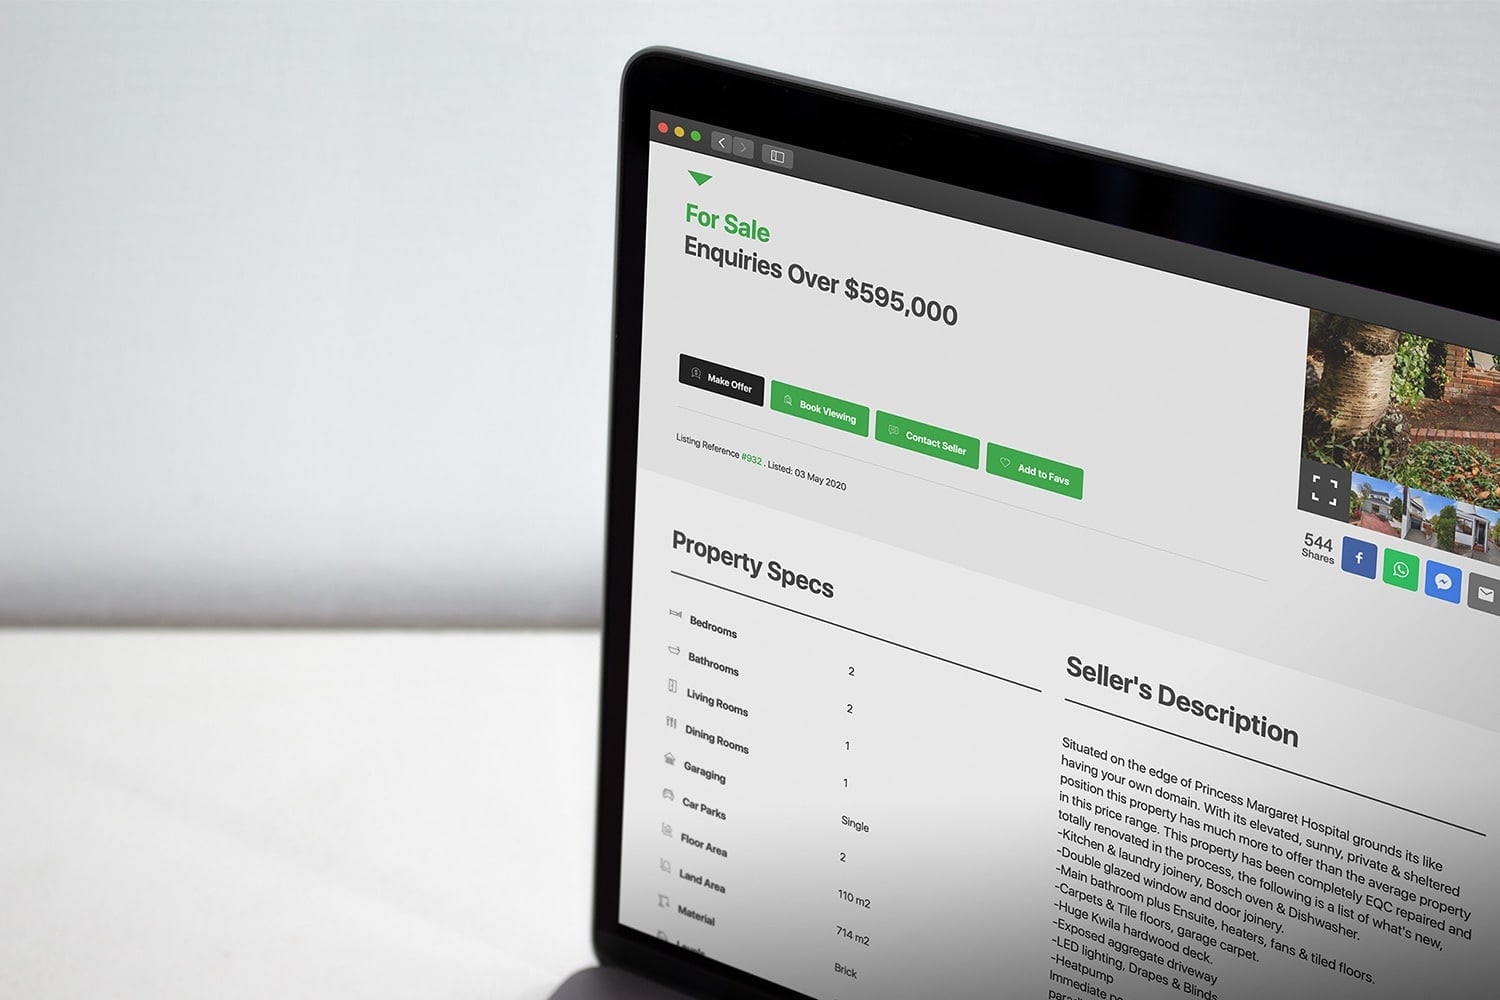 For Sale
Enquiries Over $595,000
Make Offer
Book Viewing
Contact Seller
Add to Favs
Listing Reference #932 . Listed: 03 May 2020
544
Shares
Property Specs
Bedrooms 2
Bathrooms 2
Living Rooms 1
Dining Rooms 1
Garaging Single
Car Parks 2
Floor Area 110 m2
Land Area 714 m2
Material Brick
Levels
Seller's Description
Situated on the edge of Princess Margaret Hospital grounds its like
having your own domain. With its elevated, sunny, private & sheltered
position this property has much more to offer than the average property
in this price range. This property has been completely EQC repaired and
totally renovated in the process, the following is a list of what's new,
-Kitchen & laundry joinery, Bosch oven & Dishwasher.
-Double glazed window and door joinery.
-Main bathroom plus Ensuite, heaters, fans & tiled floors.
-Carpets & Tile floors, garage carpet.
-Huge Kwila hardwood deck.
-Exposed aggregate driveway
-LED lighting, Drapes & Blinds
-Heatpump
Immediate